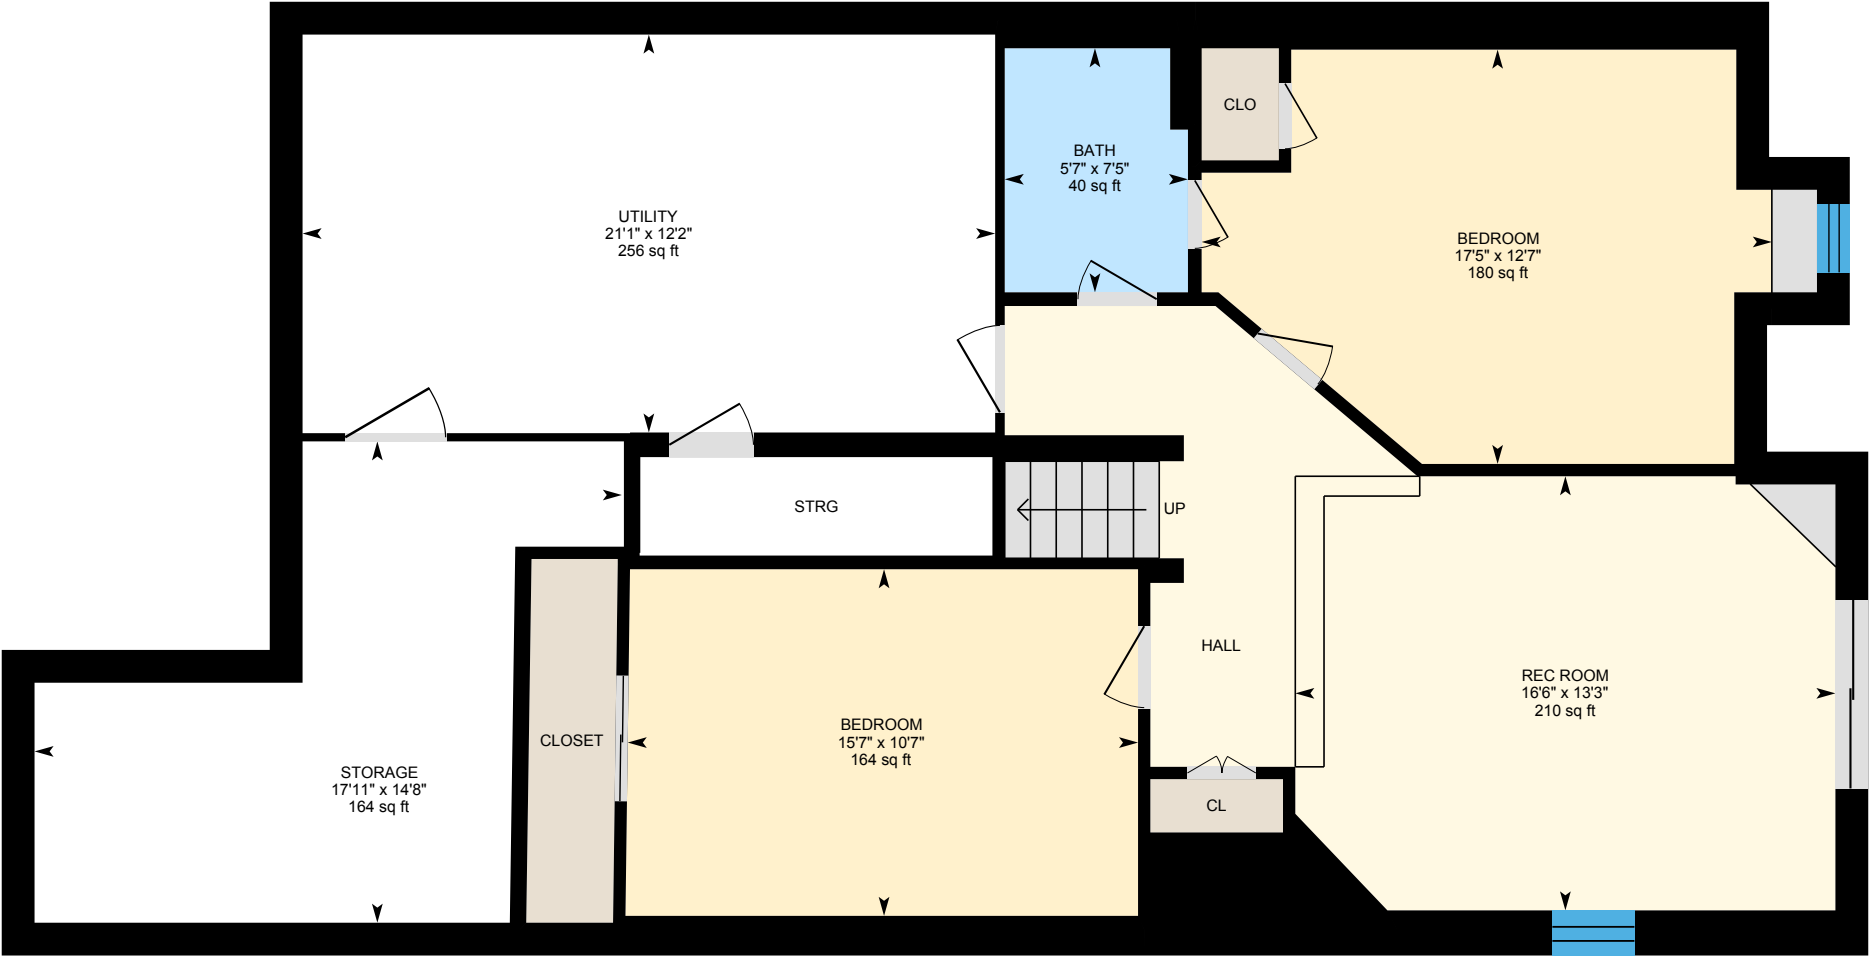 CLO
BATH
5'7" x 7'5"
40 sq ft
UTILITY
21'1" x 12'2"
256 sq ft
BEDROOM
17'5" x 12'7"
180 sq ft
STRG
UP
HALL
REC ROOM
16'6" x 13'3"
210 sq ft
CLOSET
BEDROOM
15'7" x 10'7"
164 sq ft
STORAGE
17'11" x 14'8"
164 sq ft
CL